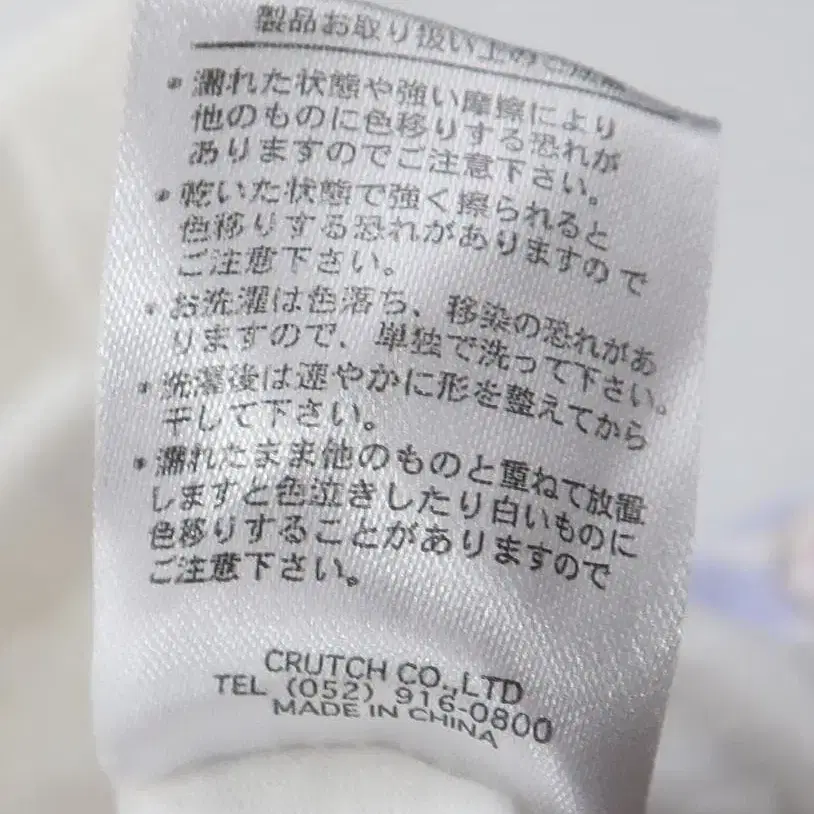 製品お取り扱い上のご注意
・濡れた状態や強い摩擦により
他のものに色移りする恐れが
ありますのでご注意下さい。
・乾いた状態で強く擦られると
色移りする恐れがありますので
ご注意下さい。
・お洗濯は色落ち、移染の恐れがあ
りますので、単独で洗って下さい。
・洗濯後は速やかに形を整えてから
干して下さい。
・濡れたまま他のものと重ねて放置
しますと色泣きしたり白いものに
色移りすることがありますので
ご注意下さい。
CRUTCH CO.,LTD
TEL (052) 916-0800
MADE IN CHINA